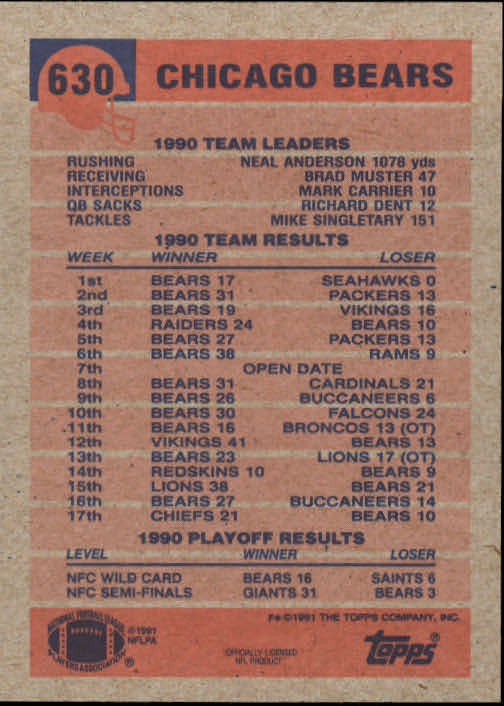 630 CHICAGO BEARS
1990 TEAM LEADERS
RUSHING NEAL ANDERSON 1078 yds
RECEIVING BRAD MUSTER 47
INTERCEPTIONS MARK CARRIER 10
QB SACKS RICHARD DENT 12
TACKLES MIKE SINGLETARY 151
1990 TEAM RESULTS
WEEK WINNER LOSER
1st BEARS 17 SEAHAWKS 0
2nd BEARS 31 PACKERS 13
3rd BEARS 19 VIKINGS 16
4th RAIDERS 24 BEARS 10
5th BEARS 27 PACKERS 13
6th BEARS 38 RAMS 9
7th OPEN DATE
8th BEARS 31 CARDINALS 21
9th BEARS 26 BUCCANEERS 6
10th BEARS 30 FALCONS 24
11th BEARS 16 BRONCOS 13 (OT)
12th VIKINGS 41 BEARS 13
13th BEARS 23 LIONS 17 (OT)
14th REDSKINS 10 BEARS 9
15th LIONS 38 BEARS 21
16th BEARS 27 BUCCANEERS 14
17th CHIEFS 21 BEARS 10
1990 PLAYOFF RESULTS
LEVEL WINNER LOSER
NFC WILD CARD BEARS 16 SAINTS 6
NFC SEMI-FINALS GIANTS 31 BEARS 3
F*©1991 THE TOPPS COMPANY, INC.
NATIONAL FOOTBALL LEAGUE
PLAYERS ASSOCIATION ®
©1991
NFLPA
OFFICIALLY LICENSED
NFL PRODUCT
topps®